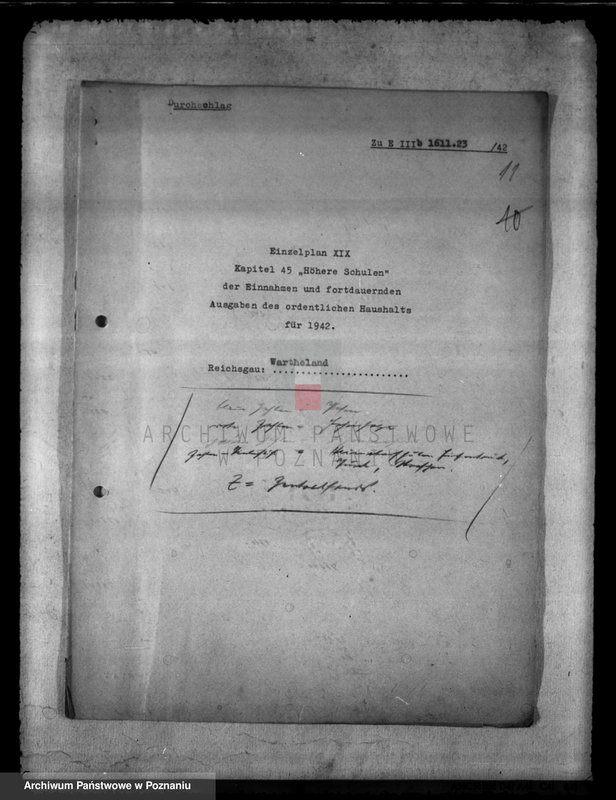 Durchschlag
Zu E IIIb 1611.23 /42
11
10
Einzelplan XIX
Kapitel 45 „Höhere Schulen"
der Einnahmen und fortdauernden
Ausgaben des ordentlichen Haushalts
für 1942.
Wartheland
Reichsgau: ........................
ARCHIWUM PAŃSTWOWE
W POZNANIU
Z =
Archiwum Państwowe w Poznaniu